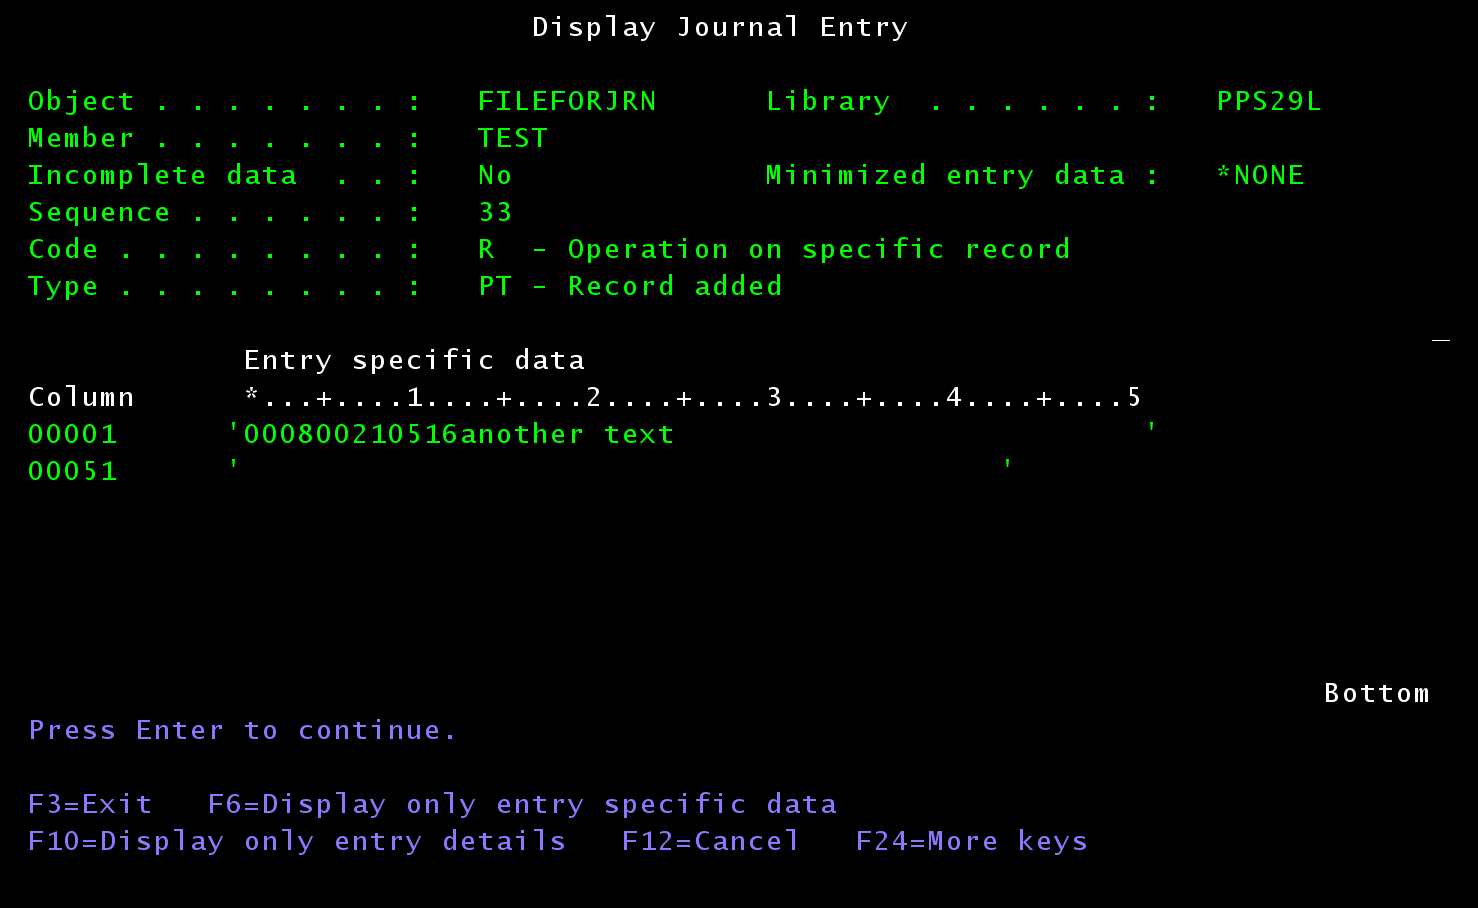 Display Journal Entry
Object . . . . . . . :   FILEFORJRN      Library  . . . . . . :   PPS29L
Member . . . . . . . :   TEST
Incomplete data  . . :   No              Minimized entry data :   *NONE
Sequence . . . . . . :   33
Code . . . . . . . . :   R  - Operation on specific record
Type . . . . . . . . :   PT - Record added
_
Entry specific data
Column      *...+....1....+....2....+....3....+....4....+....5
00001      '000800210516another text                          '
00051      '                                          '
Bottom
Press Enter to continue.
F3=Exit   F6=Display only entry specific data
F10=Display only entry details   F12=Cancel   F24=More keys